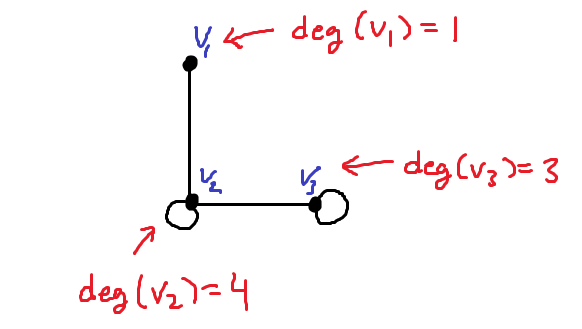 V₁
deg(V₁)=1
V₂
V₃
deg(V₃)=3
deg(V₂)=4